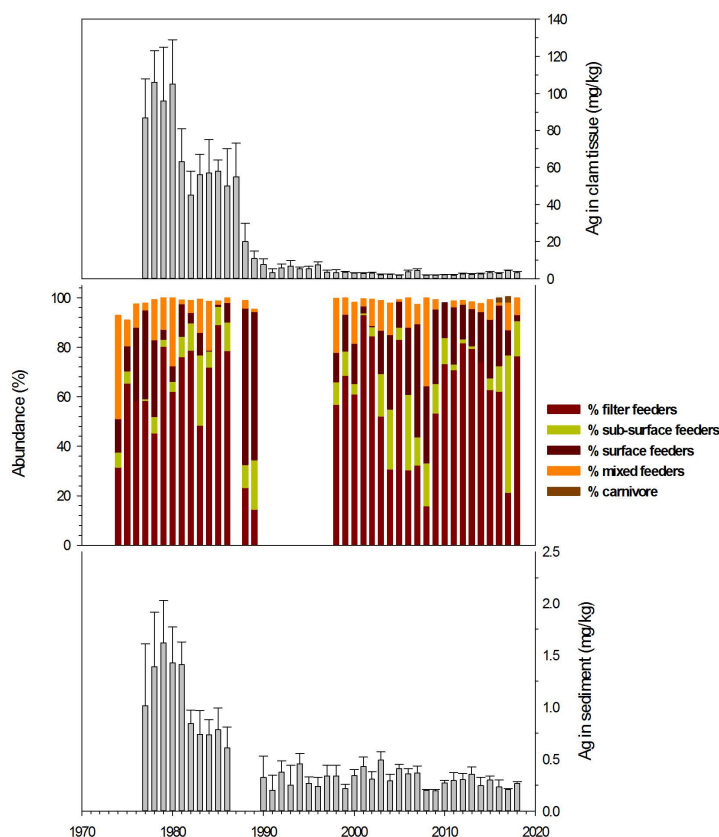 140
120
100
80
60
40
20
0
Ag in clam tissue (mg/kg)
100
80
60
40
20
0
Abundance (%)
% filter feeders
% sub-surface feeders
% surface feeders
% mixed feeders
% carnivore
2.5
2.0
1.5
1.0
0.5
0.0
Ag in sediment (mg/kg)
1970 1980 1990 2000 2010 2020